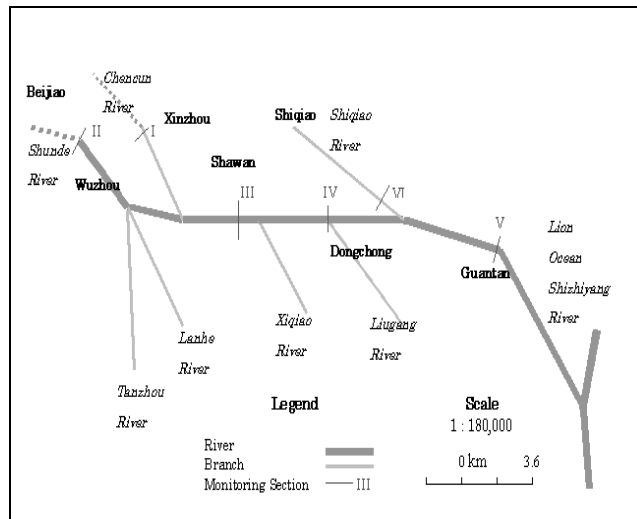 Chencun
River
Beijiao
II
I
Xinzhou
Shiqiao
Shiqiao
River
Shunde
River
Wuzhou
Shawan
III
IV
VI
V
Dongchong
Guantan
Lion
Ocean
Shizhiyang
River
Lanhe
River
Xiqiao
River
Liugang
River
Tanzhou
River
Legend
River
Branch
Monitoring Section
III
Scale
1 : 180,000
0 km 3.6